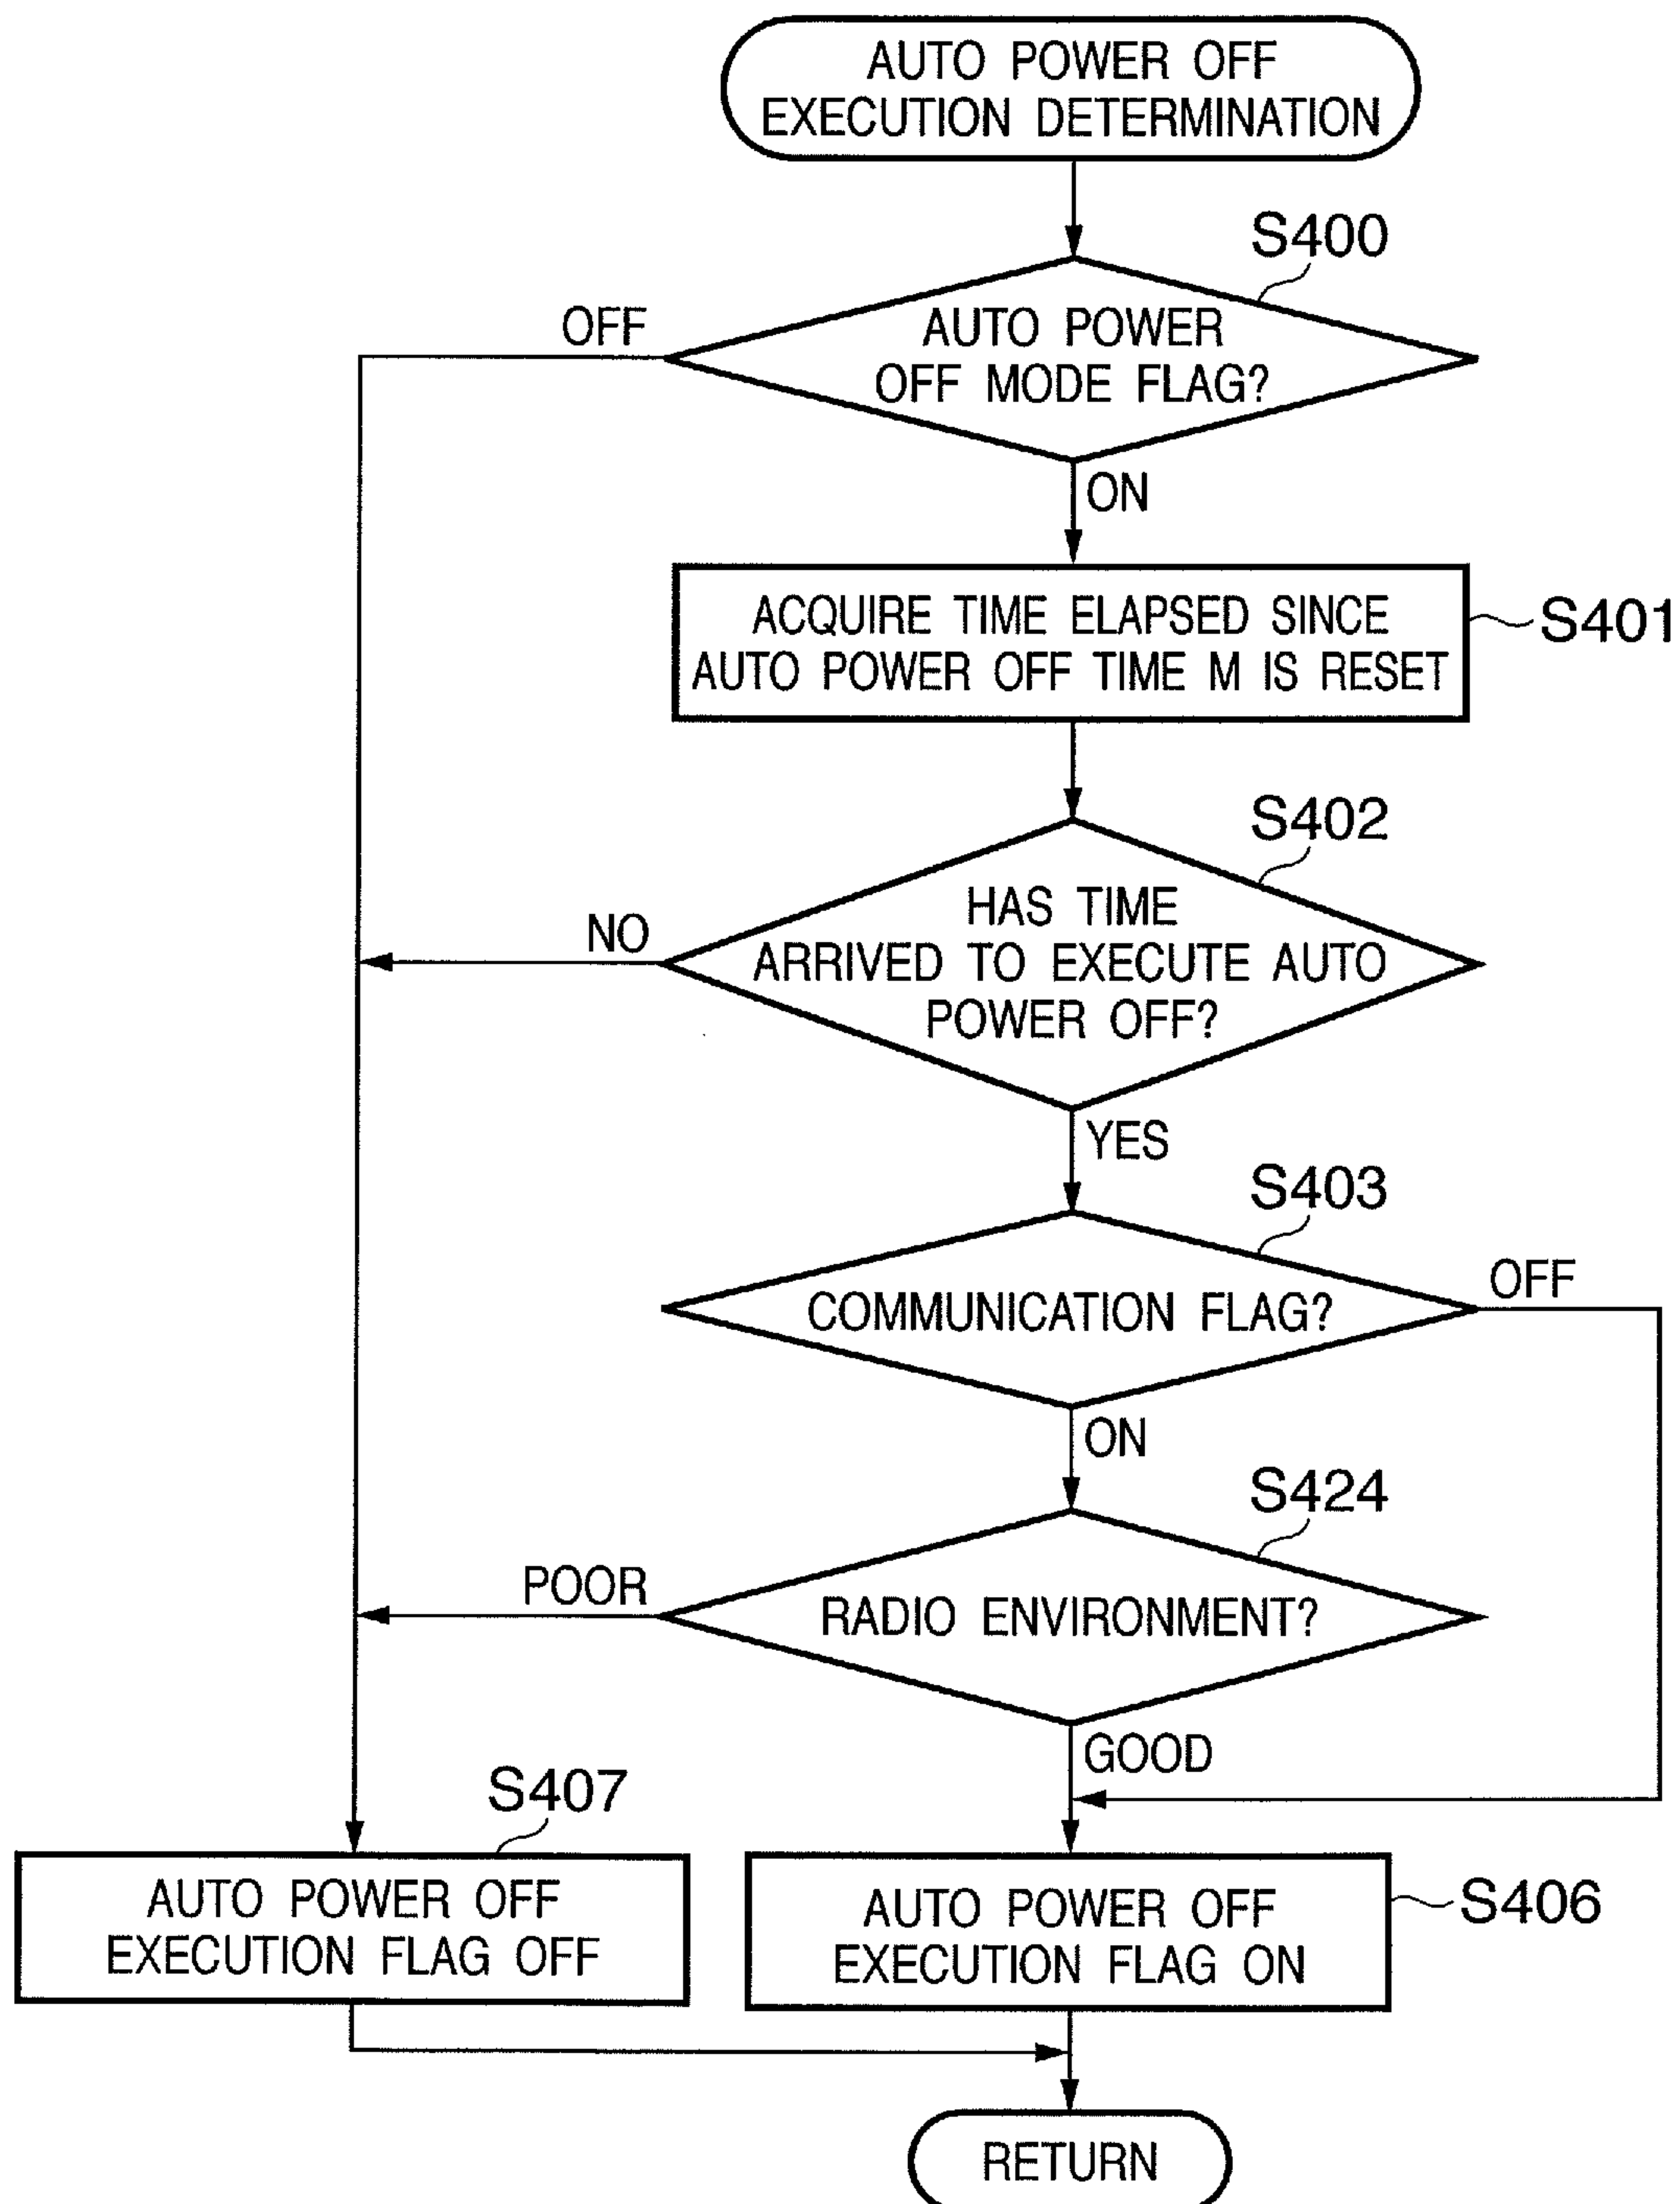 AUTO POWER OFF
EXECUTION DETERMINATION
S400
OFF
AUTO POWER
OFF MODE FLAG?
ON
ACQUIRE TIME ELAPSED SINCE
AUTO POWER OFF TIME M IS RESET
S401
S402
NO
HAS TIME
ARRIVED TO EXECUTE AUTO
POWER OFF?
YES
S403
OFF
COMMUNICATION FLAG?
ON
S424
POOR
RADIO ENVIRONMENT?
GOOD
S407
AUTO POWER OFF
EXECUTION FLAG OFF
AUTO POWER OFF
EXECUTION FLAG ON
S406
RETURN